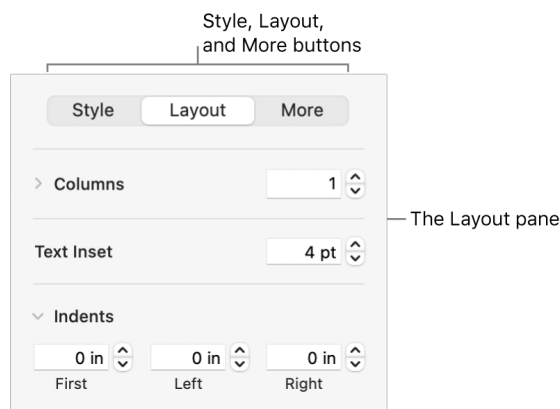 Style, Layout,
and More buttons
Style Layout More
Columns 1
The Layout pane
Text Inset 4 pt
Indents
0 in 0 in 0 in
First Left Right